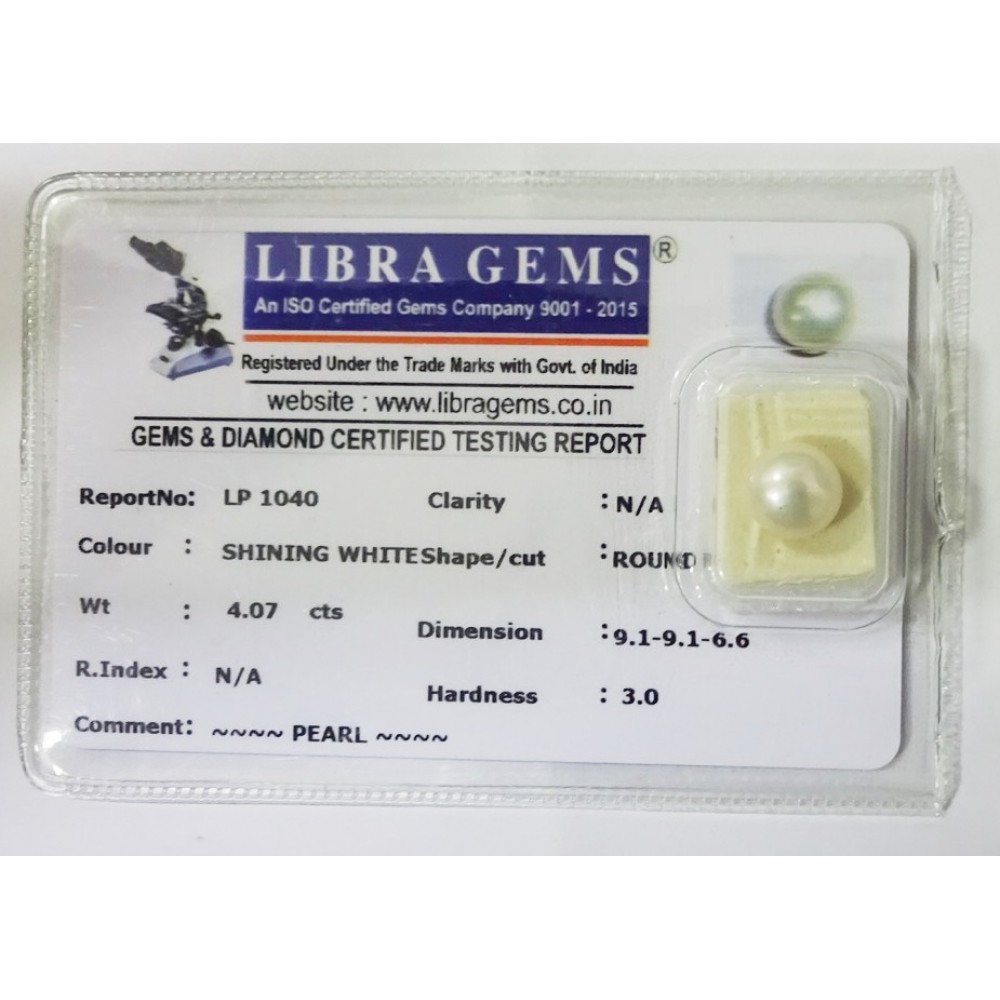 LIBRA GEMS ®
An ISO Certified Gems Company 9001 - 2015
Registered Under the Trade Marks with Govt. of India
website : www.libragems.co.in
GEMS & DIAMOND CERTIFIED TESTING REPORT
ReportNo: LP 1040 Clarity : N/A
Colour : SHINING WHITE Shape/cut : ROUND
Wt : 4.07 cts Dimension : 9.1-9.1-6.6
R.Index : N/A Hardness : 3.0
Comment: ~~~~ PEARL ~~~~